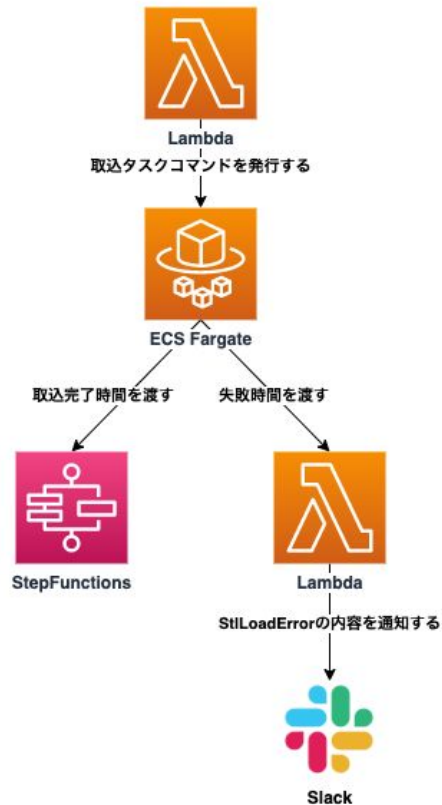 Lambda
取込タスクコマンドを発行する
ECS Fargate
取込完了時間を渡す
失敗時間を渡す
StepFunctions
Lambda
StlLoadErrorの内容を通知する
Slack